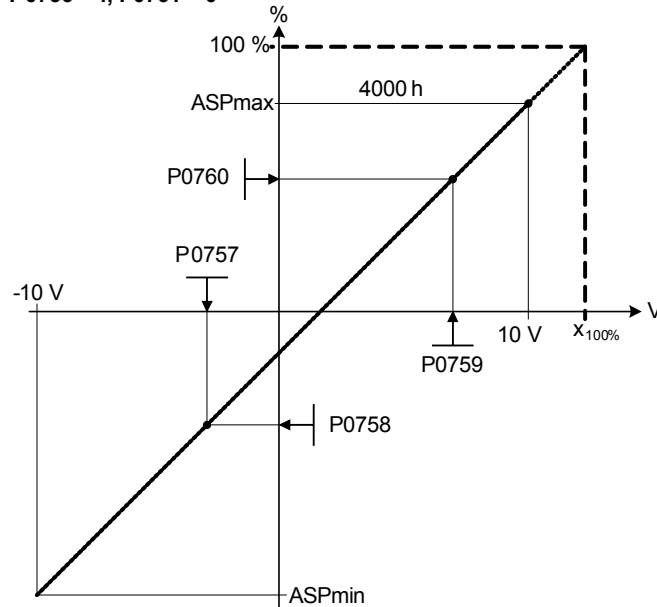 %
100 %
ASPmax
4000 h
P0760
P0757
-10 V
V
10 V
x100%
P0759
P0758
ASPmin